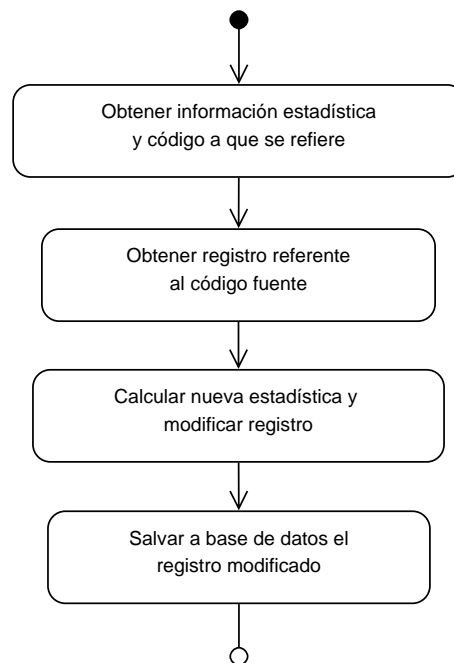 Obtener información estadística
y código a que se refiere
Obtener registro referente
al código fuente
Calcular nueva estadística y
modificar registro
Salvar a base de datos el
registro modificado